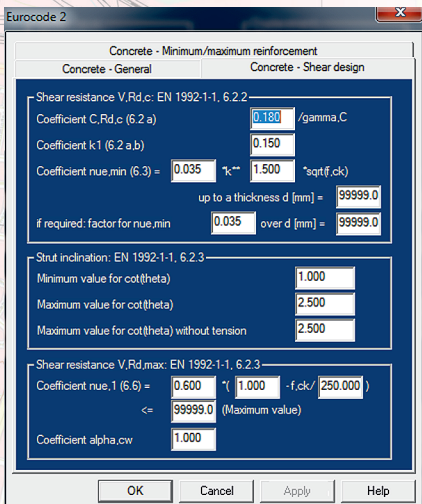 Eurocode 2
X
Concrete - Minimum/maximum reinforcement
Concrete - General Concrete - Shear design
Shear resistance V,Rd,c: EN 1992-1-1, 6.2.2
Coefficient C,Rd,c (6.2 a) 0.180 /gamma,C
Coefficient k1 (6.2 a,b) 0.150
Coefficient nue,min (6.3) = 0.035 *k** 1.500 *sqrt(f,ck)
up to a thickness d [mm] = 99999.0
if required: factor for nue,min 0.035 over d [mm] = 99999.0
Strut inclination: EN 1992-1-1, 6.2.3
Minimum value for cot(theta) 1.000
Maximum value for cot(theta) 2.500
Maximum value for cot(theta) without tension 2.500
Shear resistance V,Rd,max: EN 1992-1-1, 6.2.3
Coefficient nue,1 (6.6) = 0.600 *( 1.000 - f,ck/ 250.000 )
<= 99999.0 (Maximum value)
Coefficient alpha,cw 1.000
OK Cancel Apply Help